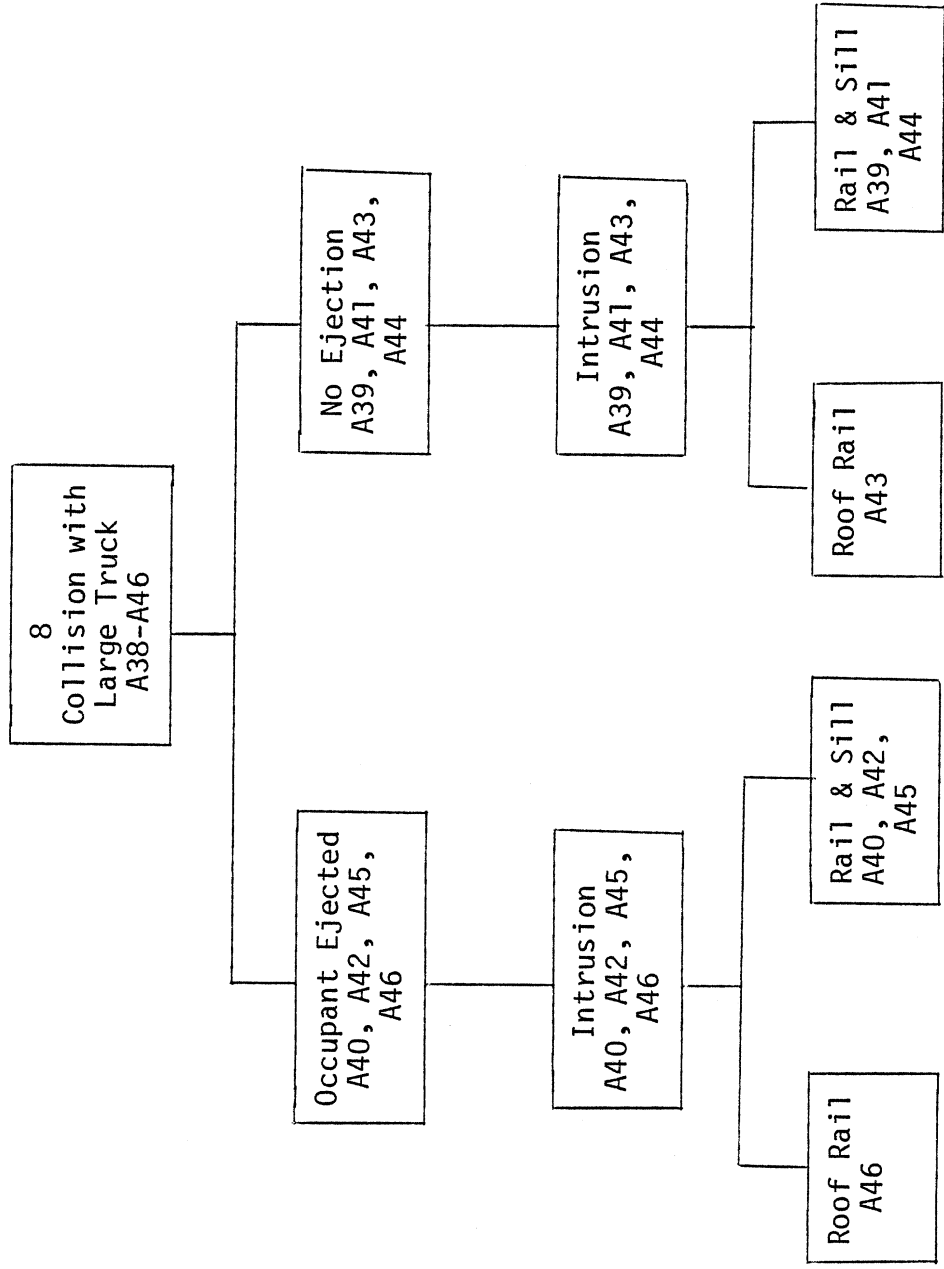 8
Collision with
Large Truck
A38-A46
Occupant Ejected
A40, A42, A45,
A46
No Ejection
A39, A41, A43,
A44
Intrusion
A40, A42, A45,
A46
Intrusion
A39, A41, A43,
A44
Roof Rail
A46
Rail & Sill
A40, A42,
A45
Roof Rail
A43
Rail & Sill
A39, A41
A44